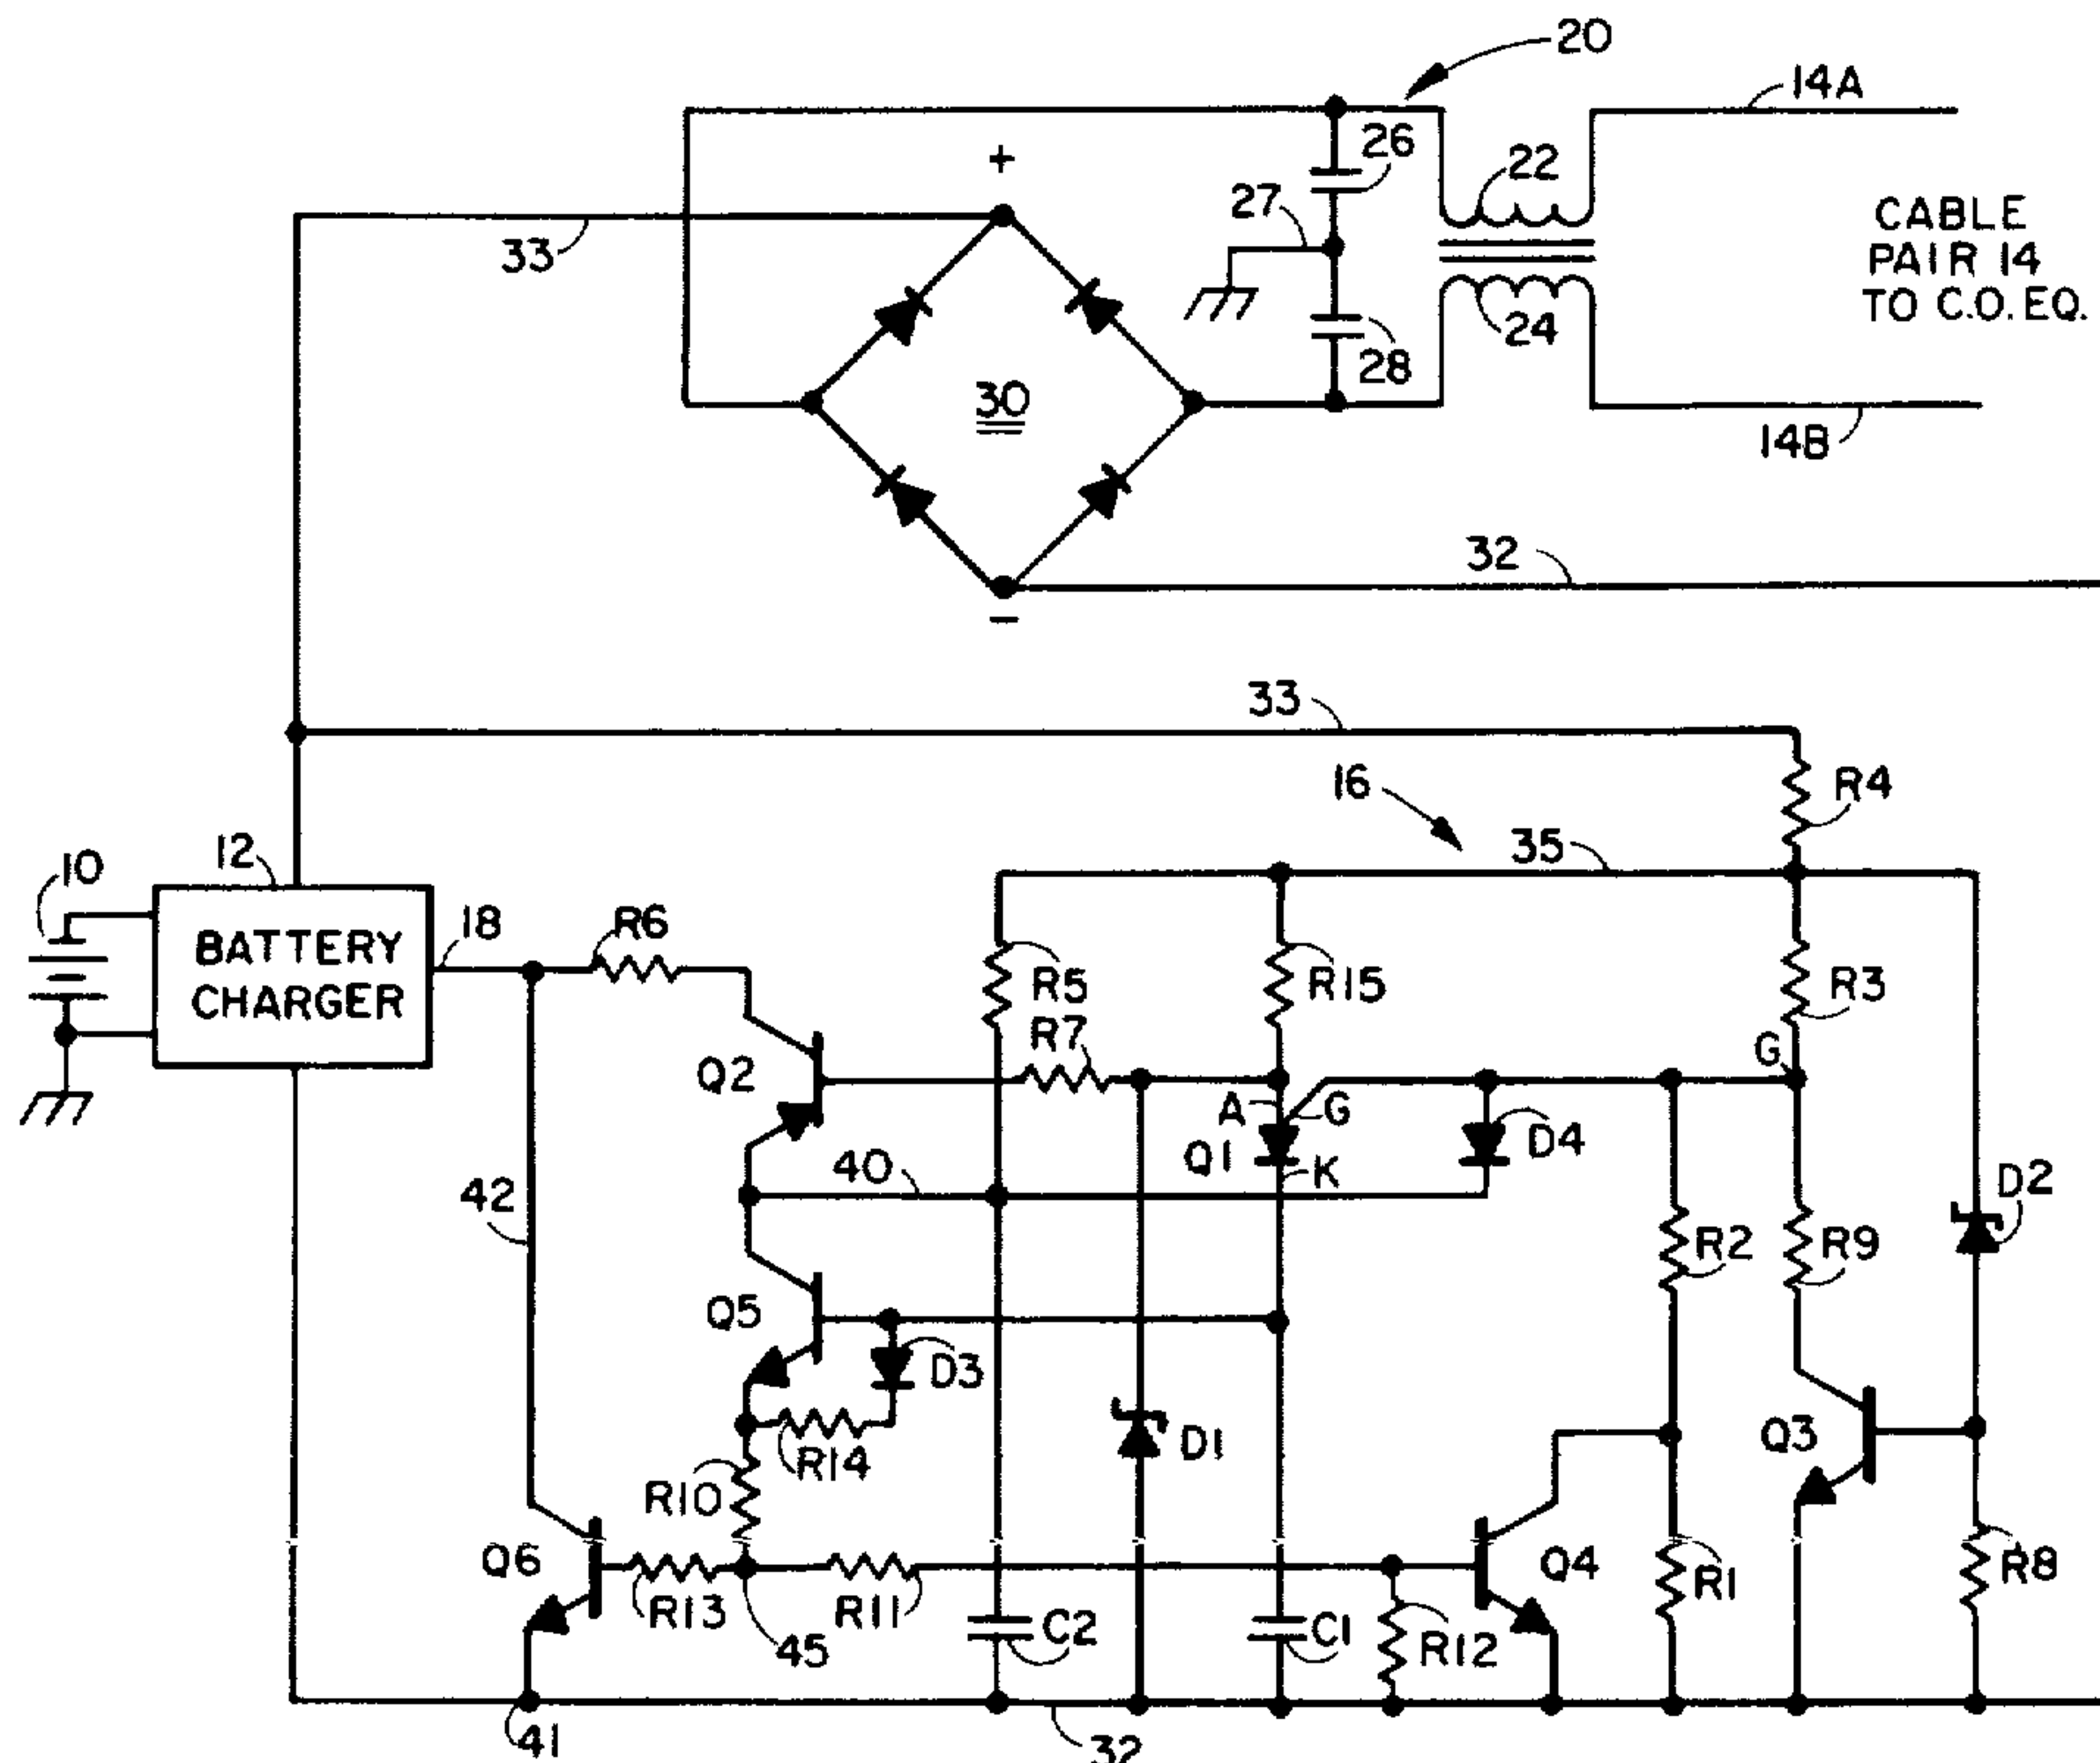 20
14A
26
22
+
27
CABLE
PAIR 14
TO C.O. EQ.
33
24
28
30
14B
32
−
33
16
R4
35
10
12
18
R6
BATTERY
CHARGER
R5
R15
R3
R7
G
Q2
A
G
Q1
D4
K
40
42
D2
R2
R9
Q5
D3
R14
D1
Q3
R10
Q6
R13
R11
Q4
R1
R8
45
C2
C1
R12
41
32